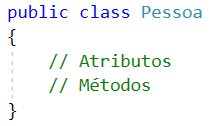 public class Pessoa
{
    // Atributos
    // Métodos
}